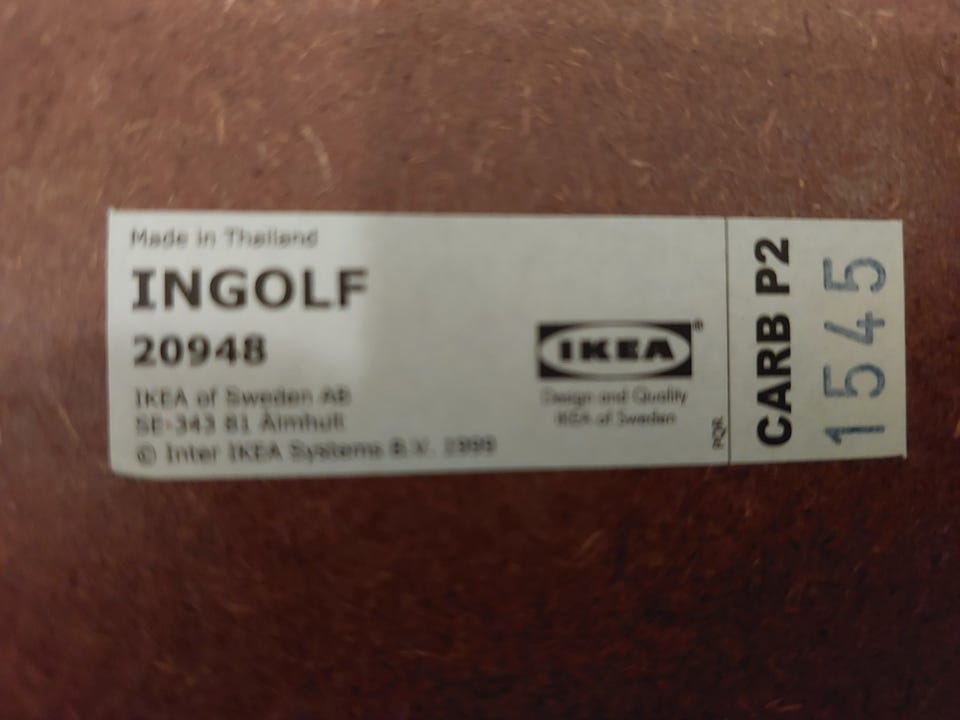 Made in Thailand
INGOLF
20948
IKEA of Sweden AB
SE-343 81 Älmhult
© Inter IKEA Systems B.V. 1999
IKEA®
Design and Quality
IKEA of Sweden
PQR
CARB P2
1545